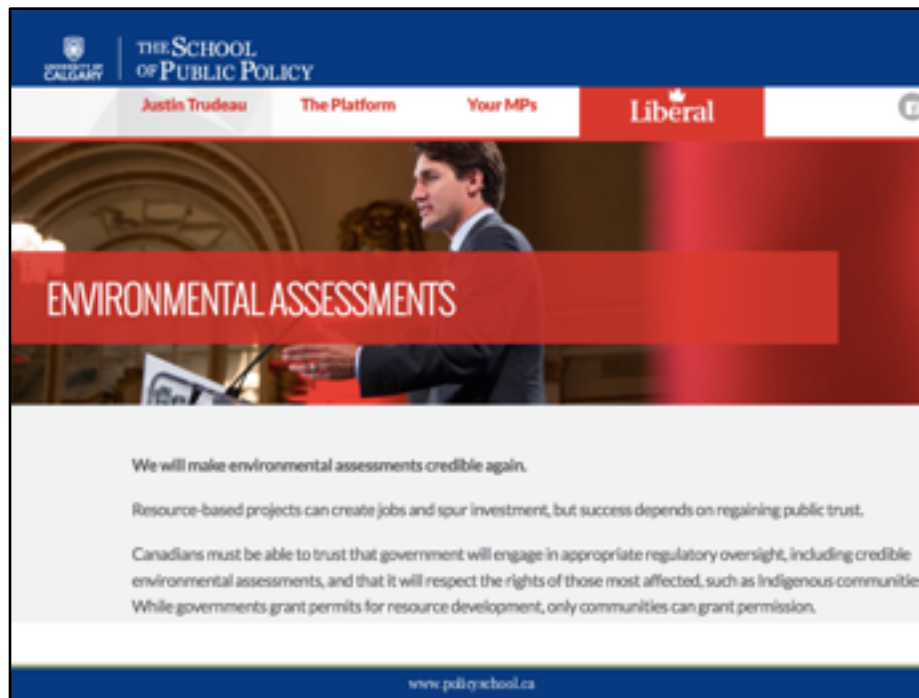 UNIVERSITY OF
CALGARY
THE SCHOOL
OF PUBLIC POLICY
Justin Trudeau
The Platform
Your MPs
Liberal
ENVIRONMENTAL ASSESSMENTS
We will make environmental assessments credible again.
Resource-based projects can create jobs and spur investment, but success depends on regaining public trust.
Canadians must be able to trust that government will engage in appropriate regulatory oversight, including credible
environmental assessments, and that it will respect the rights of those most affected, such as Indigenous communities
While governments grant permits for resource development, only communities can grant permission.
www.policyschool.ca